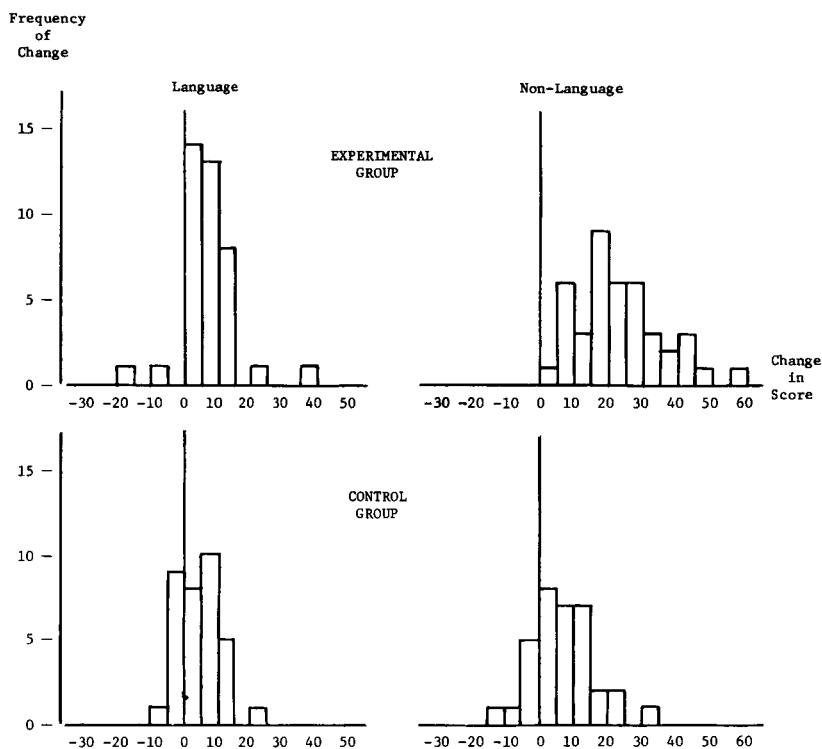 Frequency
of
Change
Language
Non-Language
15
EXPERIMENTAL
GROUP
10
5
0
Change
in
Score
-30 -20 -10 0 10 20 30 40 50
-30 -20 -10 0 10 20 30 40 50 60
15
CONTROL
GROUP
10
5
0
-30 -20 -10 0 10 20 30 40 50
-30 -20 -10 0 10 20 30 40 50 60